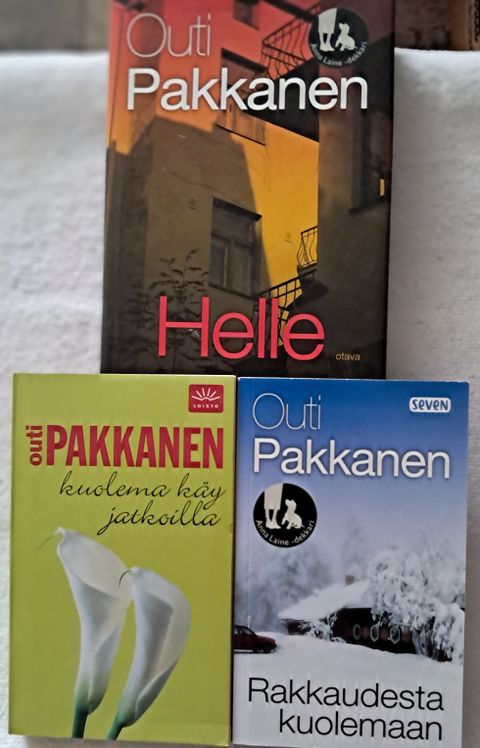 Outi
Pakkanen
Anna Laine -dekkari
Helle
otava
LOISTO
outi
PAKKANEN
kuolema käy
jatkoilla
seven
Outi
Pakkanen
Anna Laine -dekkari
Rakkaudesta
kuolemaan